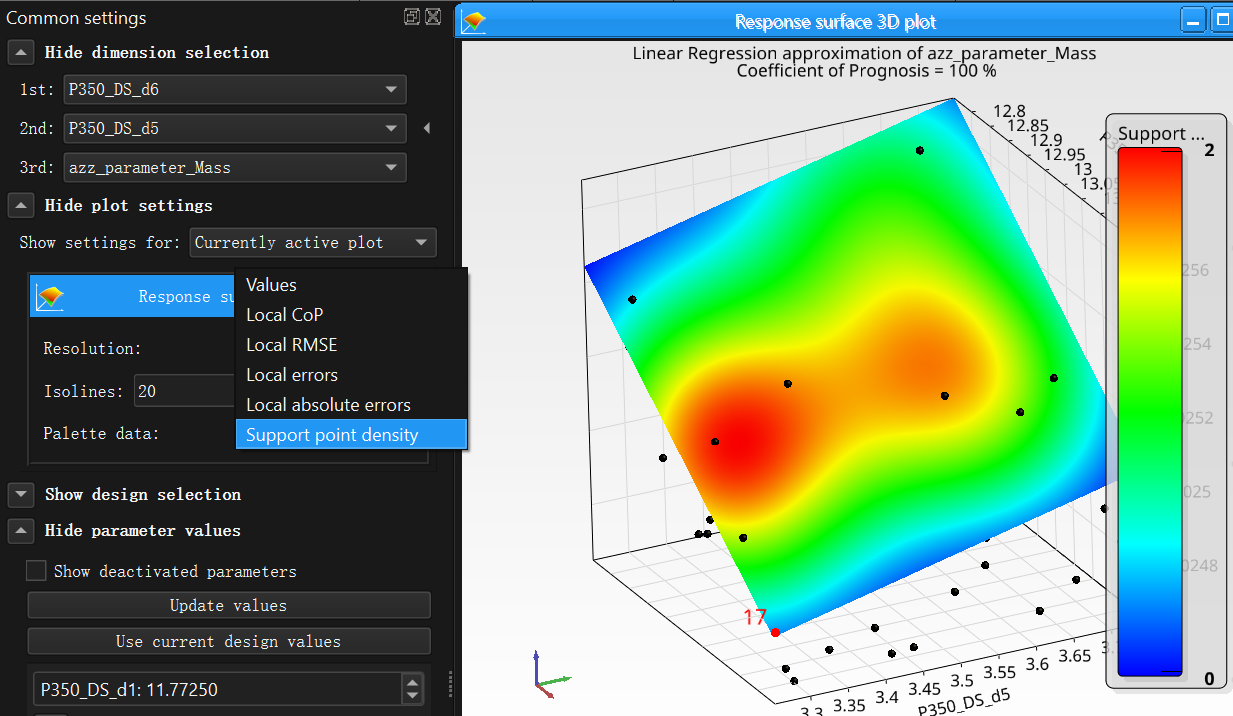 Common settings
Hide dimension selection
1st: P350_DS_d6
2nd: P350_DS_d5
3rd: azz_parameter_Mass
Hide plot settings
Show settings for: Currently active plot
Response su
Resolution:
Isolines: 20
Palette data:
Values
Local CoP
Local RMSE
Local errors
Local absolute errors
Support point density
Show design selection
Hide parameter values
Show deactivated parameters
Update values
Use current design values
P350_DS_d1: 11.77250
Response surface 3D plot
Linear Regression approximation of azz_parameter_Mass
Coefficient of Prognosis = 100 %
12.8
12.85
12.9
12.95
13
13.05
Support ...
2
256
254
252
025
0248
0
17
3.3
3.35
3.4
3.45
3.5
3.55
3.6
3.65
P350_DS_d5